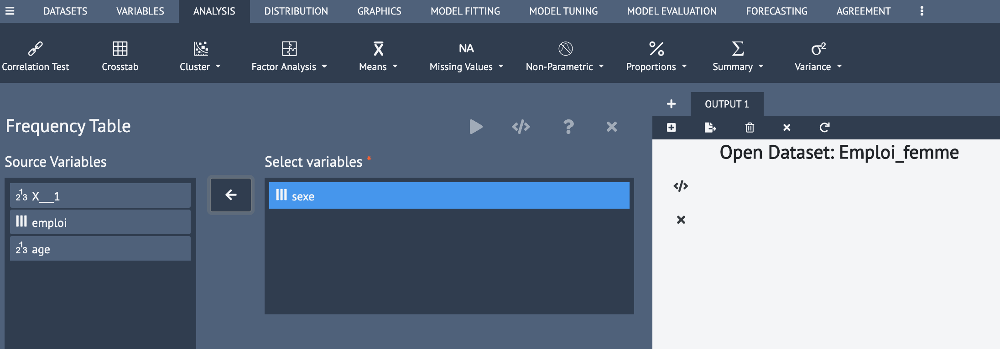 DATASETS VARIABLES ANALYSIS DISTRIBUTION GRAPHICS MODEL FITTING MODEL TUNING MODEL EVALUATION FORECASTING AGREEMENT
NA σ²
Correlation Test Crosstab Cluster Factor Analysis Means Missing Values Non-Parametric Proportions Summary Variance
OUTPUT 1
Frequency Table
Open Dataset: Emploi_femme
Source Variables
Select variables *
X__1
emploi
age
sexe